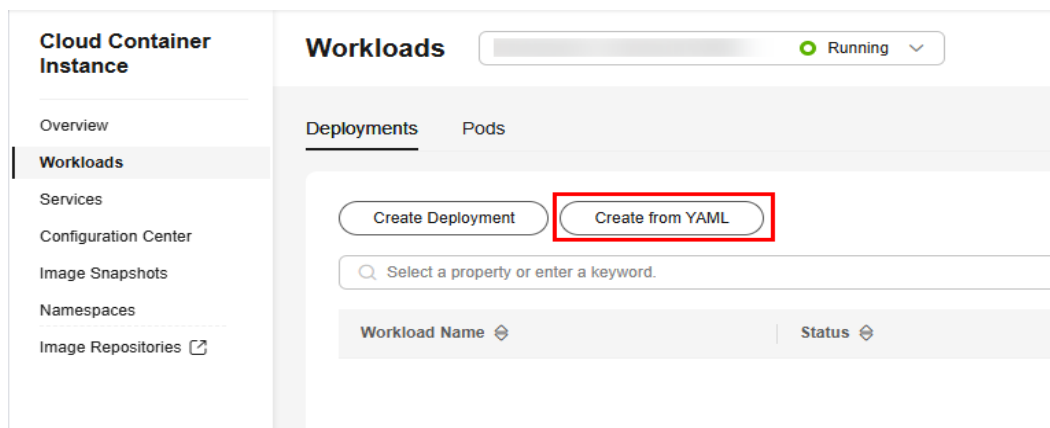 Cloud Container
Instance
Overview
Workloads
Services
Configuration Center
Image Snapshots
Namespaces
Image Repositories
Workloads
Running
Deployments Pods
Create Deployment Create from YAML
Select a property or enter a keyword.
Workload Name Status